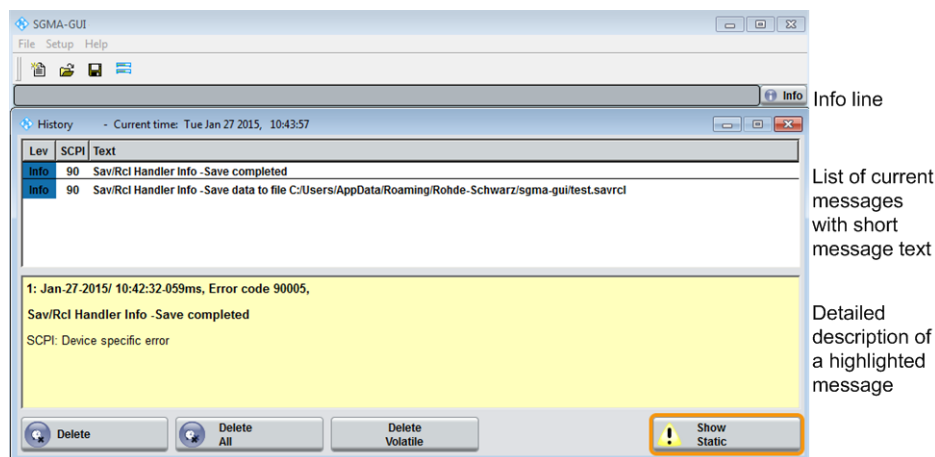 SGMA-GUI
File Setup Help
Info
Info line
History - Current time: Tue Jan 27 2015, 10:43:57
Lev SCPI Text
Info 90 Sav/Rcl Handler Info -Save completed
Info 90 Sav/Rcl Handler Info -Save data to file C:/Users/AppData/Roaming/Rohde-Schwarz/sgma-gui/test.savrcl
List of current
messages
with short
message text
1: Jan-27-2015/ 10:42:32-059ms, Error code 90005,
Sav/Rcl Handler Info -Save completed
SCPI: Device specific error
Detailed
description of
a highlighted
message
Delete
Delete
All
Delete
Volatile
Show
Static